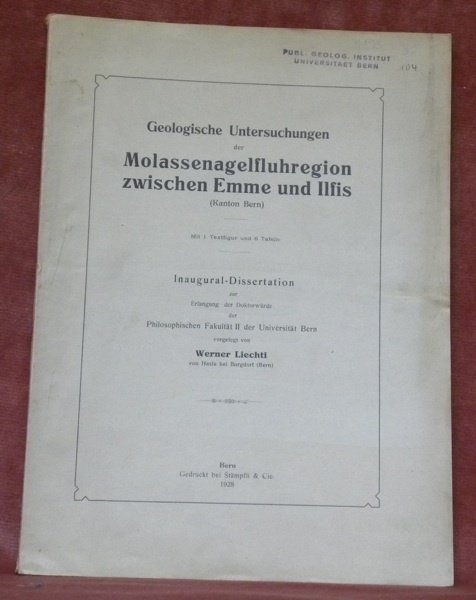 PUBL. GEOLOG. INSTITUT
UNIVERSITAET BERN
104
Geologische Untersuchungen
der
Molassenagelfluhregion
zwischen Emme und Ilfis
(Kanton Bern)
Mit 1 Textfigur und 6 Tafeln
Inaugural-Dissertation
zur
Erlangung der Doktorwürde
der
Philosophischen Fakultät II der Universität Bern
vorgelegt von
Werner Liechti
von Hasle bei Burgdorf (Bern)
Bern
Gedruckt bei Stämpfli & Cie.
1928